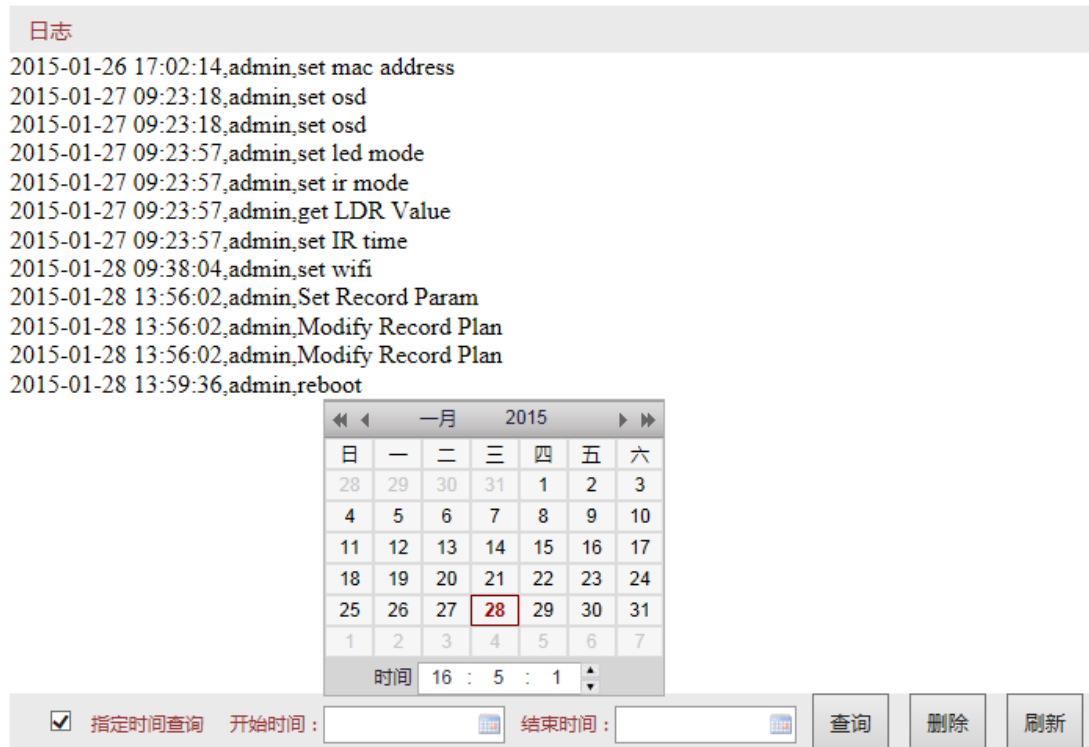 日志
2015-01-26 17:02:14,admin,set mac address
2015-01-27 09:23:18,admin,set osd
2015-01-27 09:23:18,admin,set osd
2015-01-27 09:23:57,admin,set led mode
2015-01-27 09:23:57,admin,set ir mode
2015-01-27 09:23:57,admin,get LDR Value
2015-01-27 09:23:57,admin,set IR time
2015-01-28 09:38:04,admin,set wifi
2015-01-28 13:56:02,admin,Set Record Param
2015-01-28 13:56:02,admin,Modify Record Plan
2015-01-28 13:56:02,admin,Modify Record Plan
2015-01-28 13:59:36,admin,reboot
一月 2015
日 一 二 三 四 五 六
28 29 30 31 1 2 3
4 5 6 7 8 9 10
11 12 13 14 15 16 17
18 19 20 21 22 23 24
25 26 27 28 29 30 31
1 2 3 4 5 6 7
时间 16 : 5 : 1
指定时间查询 开始时间： 结束时间： 查询 删除 刷新